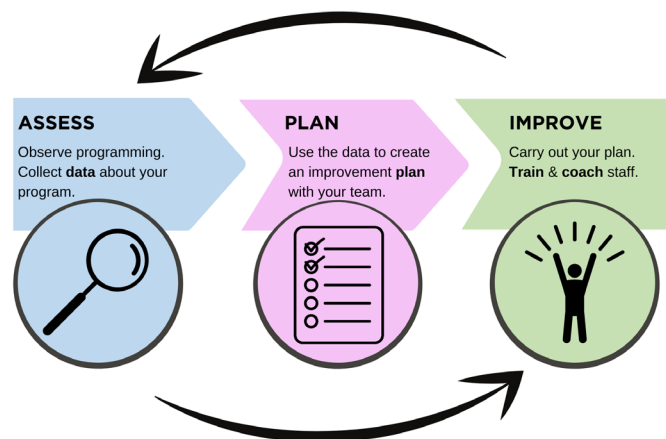 ASSESS
Observe programming.
Collect data about your
program.
PLAN
Use the data to create
an improvement plan
with your team.
IMPROVE
Carry out your plan.
Train & coach staff.